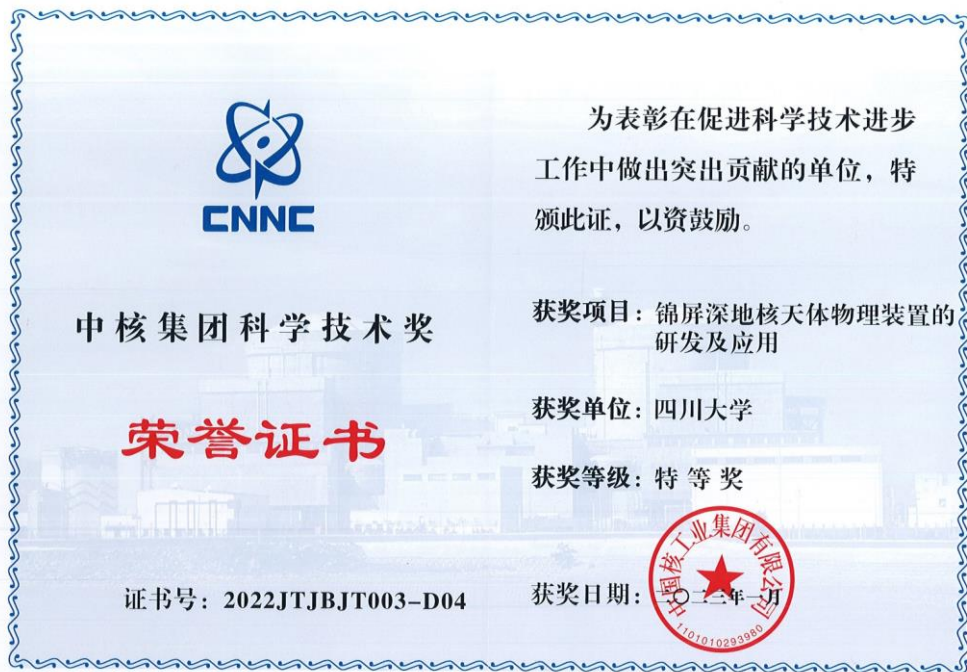 CNNC
中核集团科学技术奖
荣誉证书
证书号：2022JTJBJT003-D04
为表彰在促进科学技术进步
工作中做出突出贡献的单位，特
颁此证，以资鼓励。
获奖项目：锦屏深地核天体物理装置的
研发及应用
获奖单位：四川大学
获奖等级：特等奖
获奖日期：二〇二三年一月
中国核工业集团有限公司
1101010293980